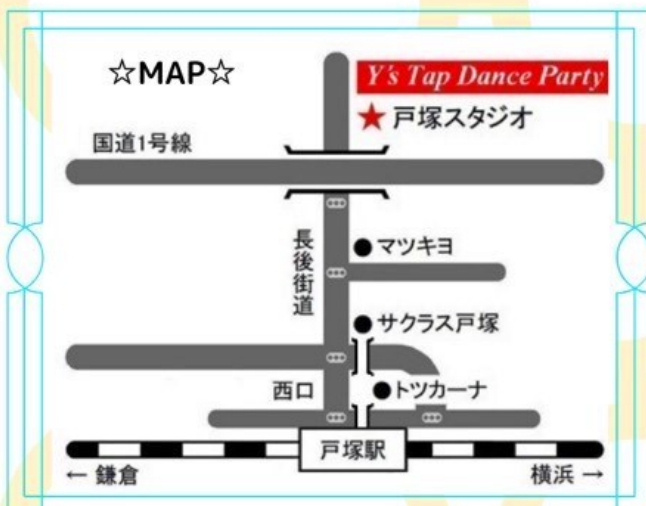 ☆MAP☆
Y's Tap Dance Party
★戸塚スタジオ
国道1号線
長後街道
●マツキヨ
●サクラス戸塚
西口
●トツカーナ
戸塚駅
← 鎌倉
横浜 →